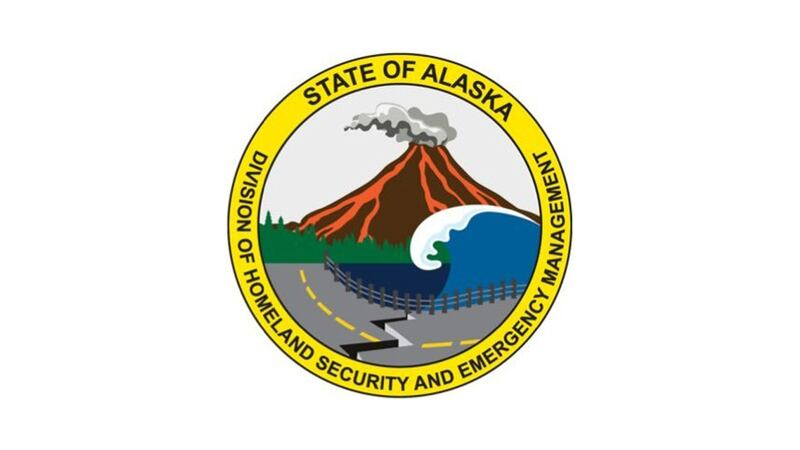 STATE OF ALASKA
DIVISION OF HOMELAND SECURITY AND EMERGENCY MANAGEMENT